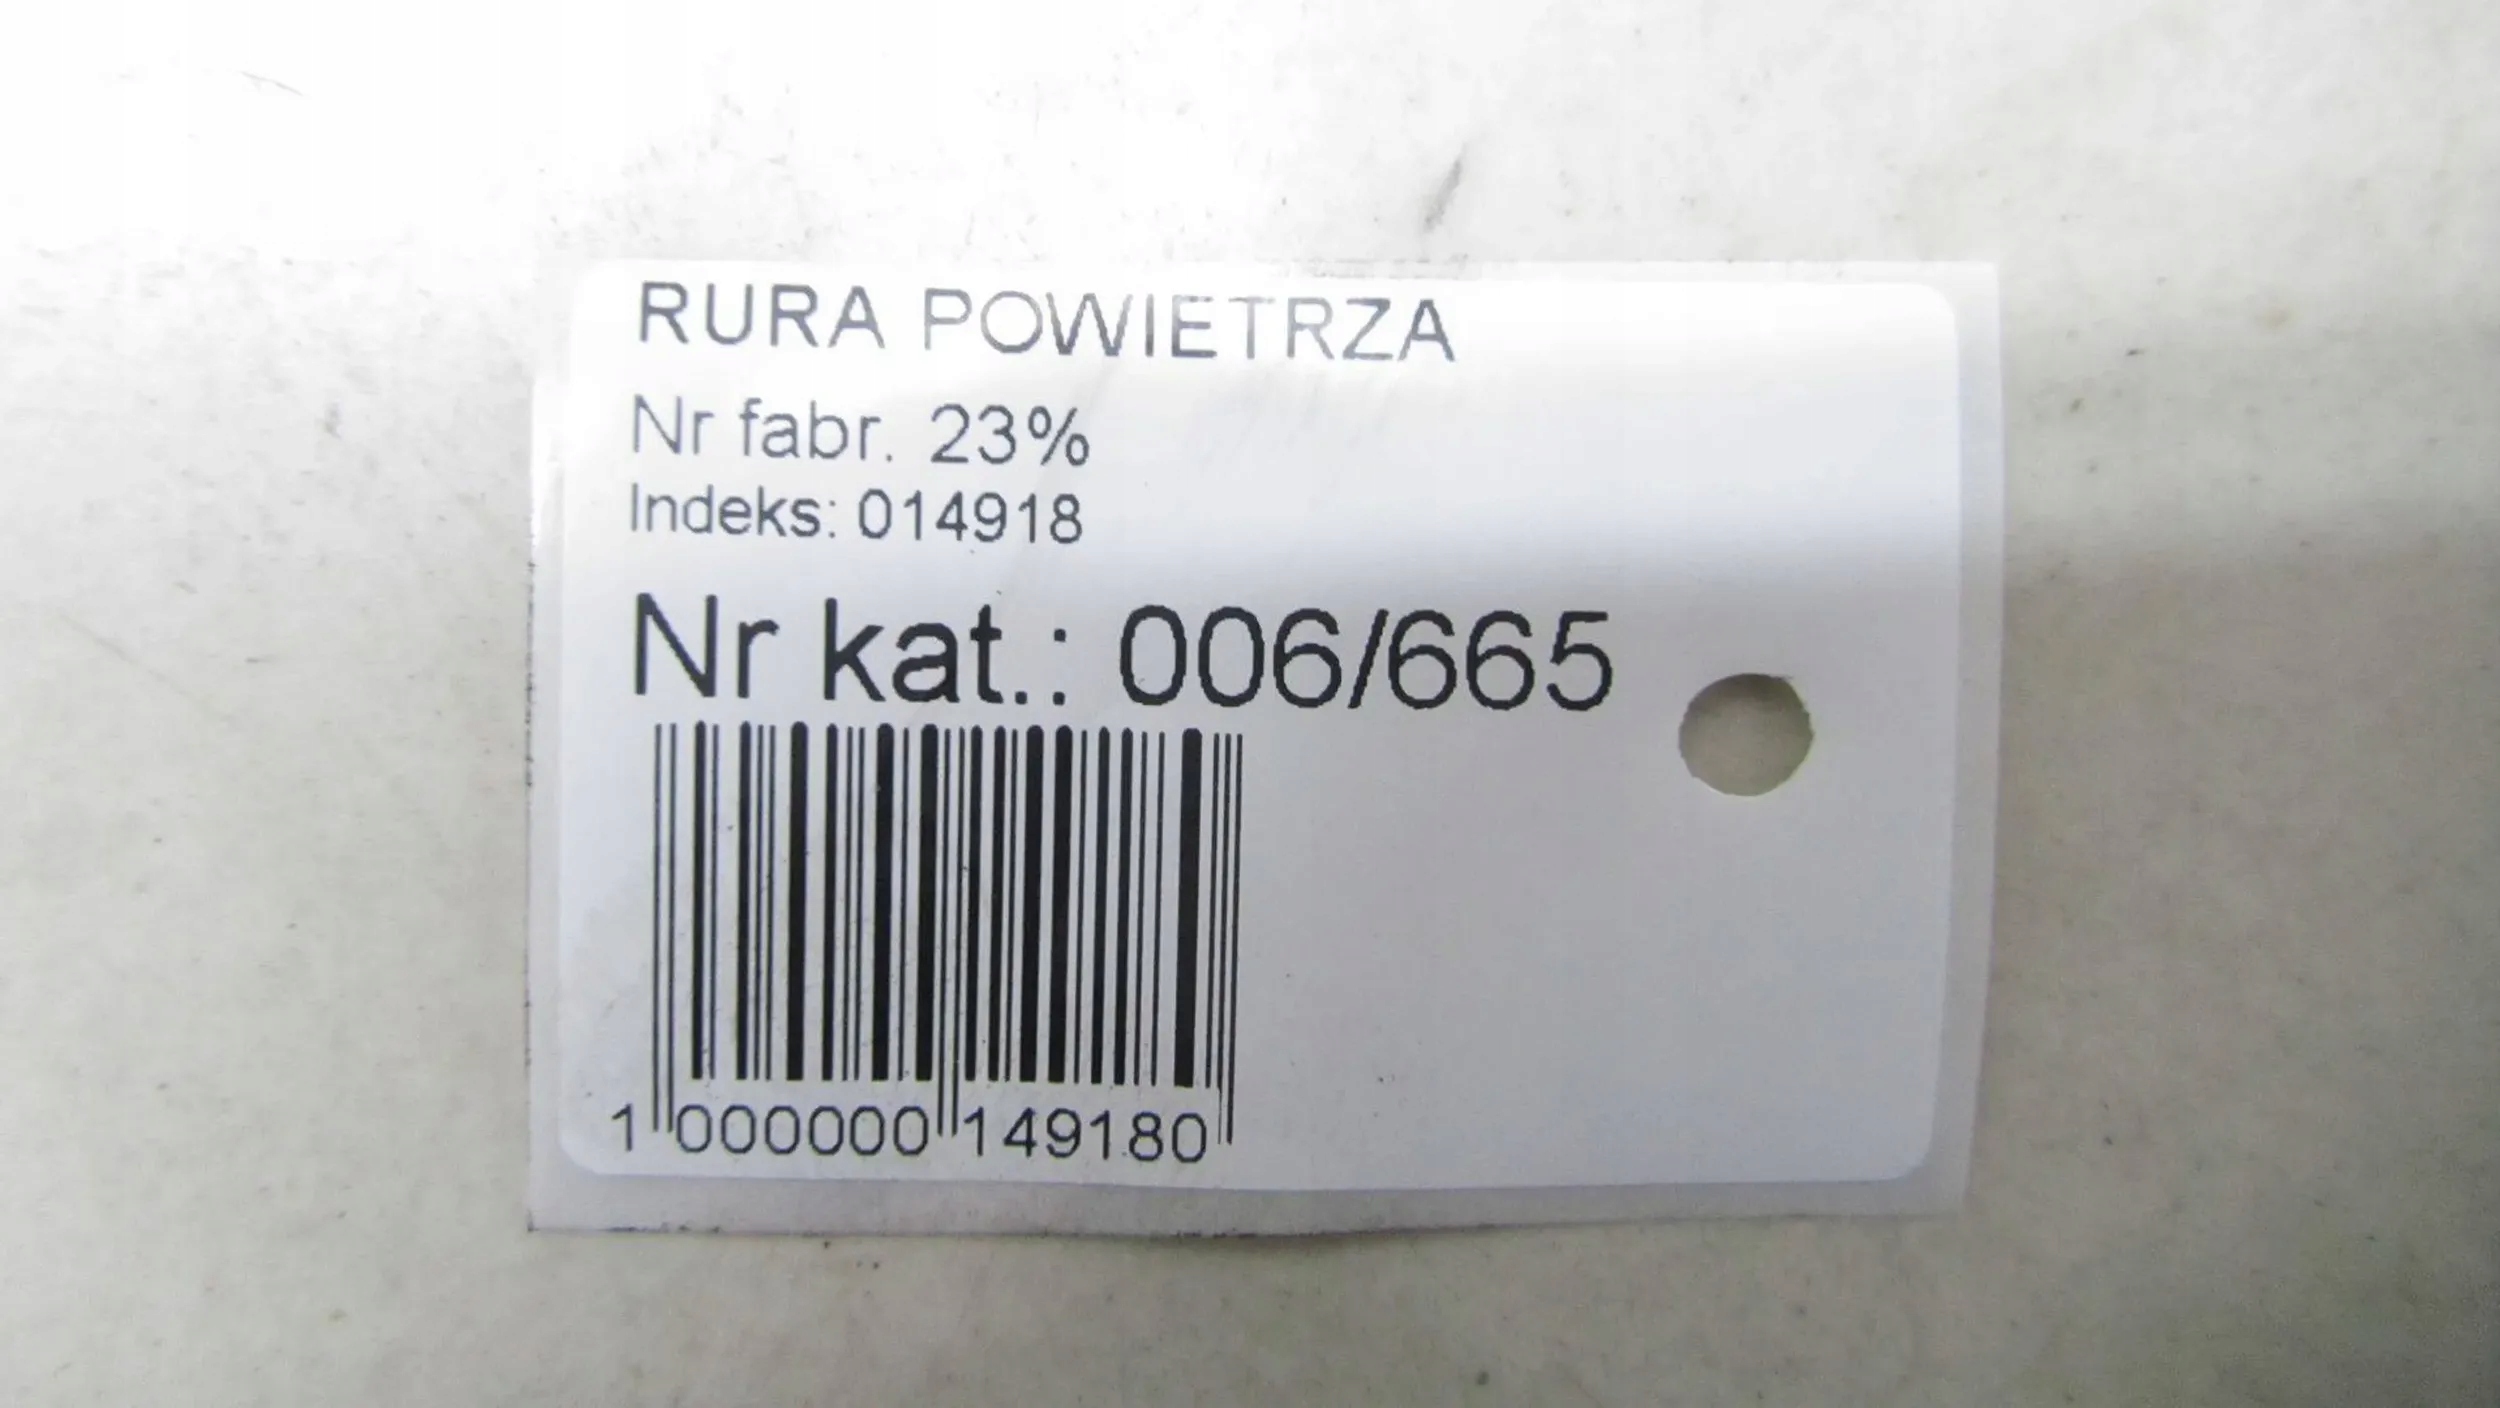 RURA POWIETRZA
Nr fabr. 23%
Indeks: 014918
Nr kat.: 006/665
1 000000 149180